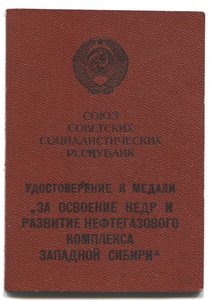 СОЮЗ
СОВЕТСКИХ
СОЦИАЛИСТИЧЕСКИХ
РЕСПУБЛИК
УДОСТОВЕРЕНИЕ К МЕДАЛИ
„ЗА ОСВОЕНИЕ НЕДР И
РАЗВИТИЕ НЕФТЕГАЗОВОГО
КОМПЛЕКСА
ЗАПАДНОЙ СИБИРИ“